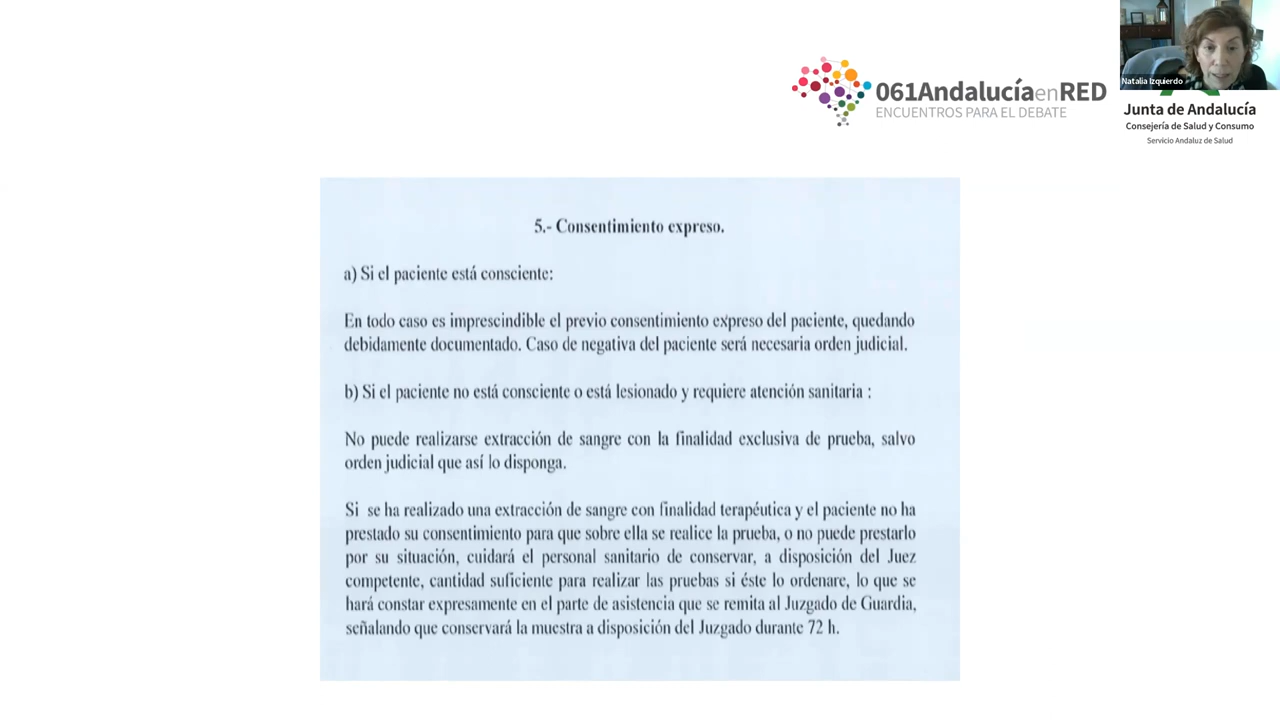 Natalia Izquierdo
061AndalucíaenRED
ENCUENTROS PARA EL DEBATE
Junta de Andalucía
Consejería de Salud y Consumo
Servicio Andaluz de Salud
5.- Consentimiento expreso.
a) Si el paciente está consciente:
En todo caso es imprescindible el previo consentimiento expreso del paciente, quedando
debidamente documentado. Caso de negativa del paciente será necesaria orden judicial.
b) Si el paciente no está consciente o está lesionado y requiere atención sanitaria :
No puede realizarse extracción de sangre con la finalidad exclusiva de prueba, salvo
orden judicial que así lo disponga.
Si se ha realizado una extracción de sangre con finalidad terapéutica y el paciente no ha
prestado su consentimiento para que sobre ella se realice la prueba, o no puede prestarlo
por su situación, cuidará el personal sanitario de conservar, a disposición del Juez
competente, cantidad suficiente para realizar las pruebas si éste lo ordenare, lo que se
hará constar expresamente en el parte de asistencia que se remita al Juzgado de Guardia,
señalando que conservará la muestra a disposición del Juzgado durante 72 h.